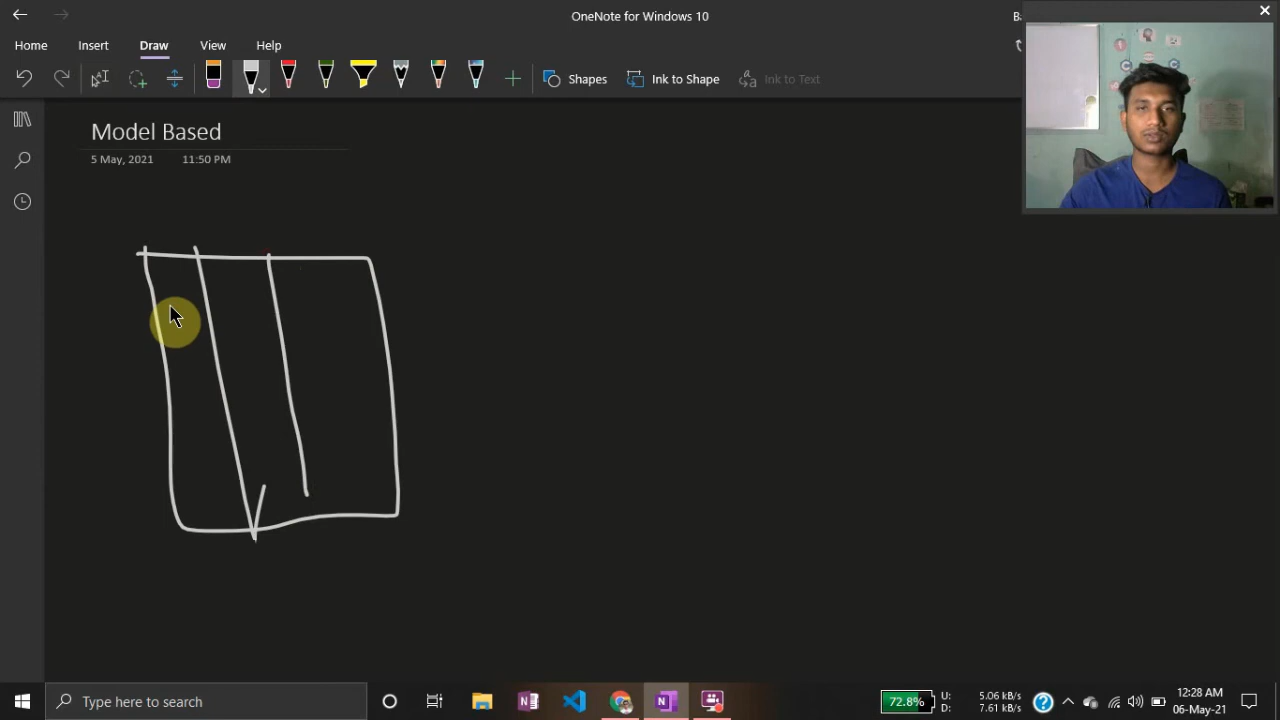 OneNote for Windows 10
Ba
Home Insert Draw View Help
Shapes Ink to Shape Ink to Text
Model Based
5 May, 2021 11:50 PM
Type here to search
72.8%
U: 5.06 kB/s
D: 7.61 kB/s
12:28 AM
06-May-21